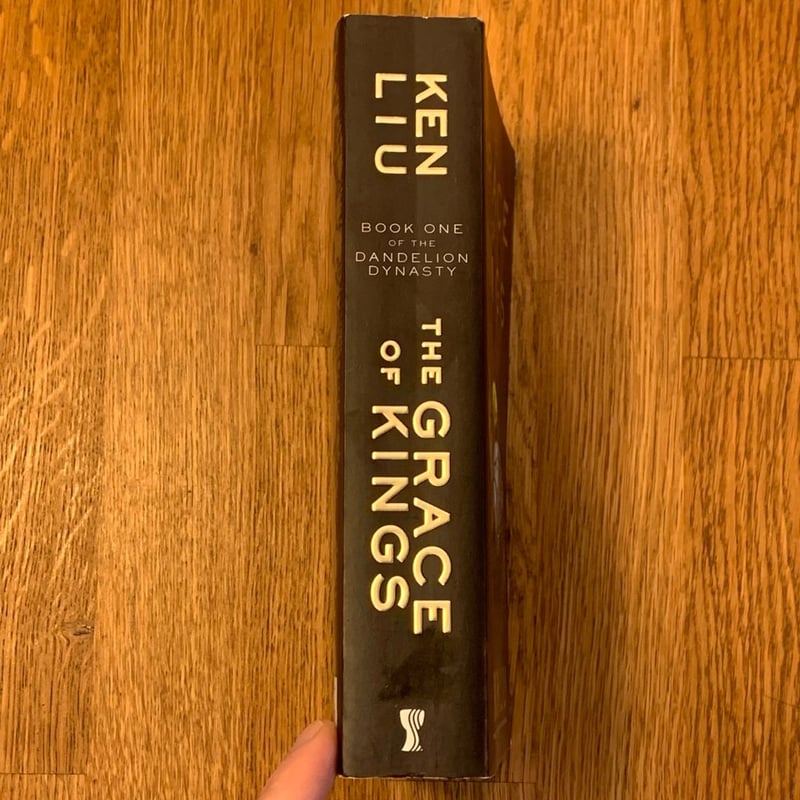 KEN
LIU
BOOK ONE
OF THE
DANDELION
DYNASTY
THE GRACE
OF KINGS